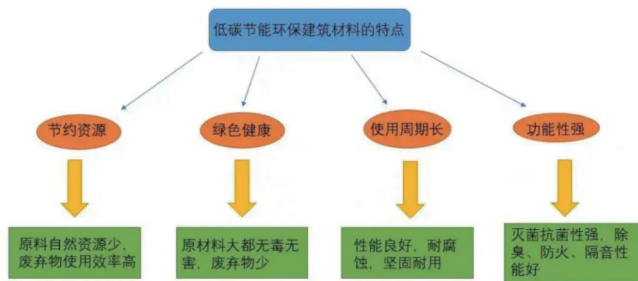 低碳节能环保建筑材料的特点
节约资源
绿色健康
使用周期长
功能性强
原料自然资源少，
废弃物使用效率高
原材料大都无毒无
害，废弃物少
性能良好，耐腐
蚀，坚固耐用
灭菌抗菌性强，除
臭、防火、隔音性
能好